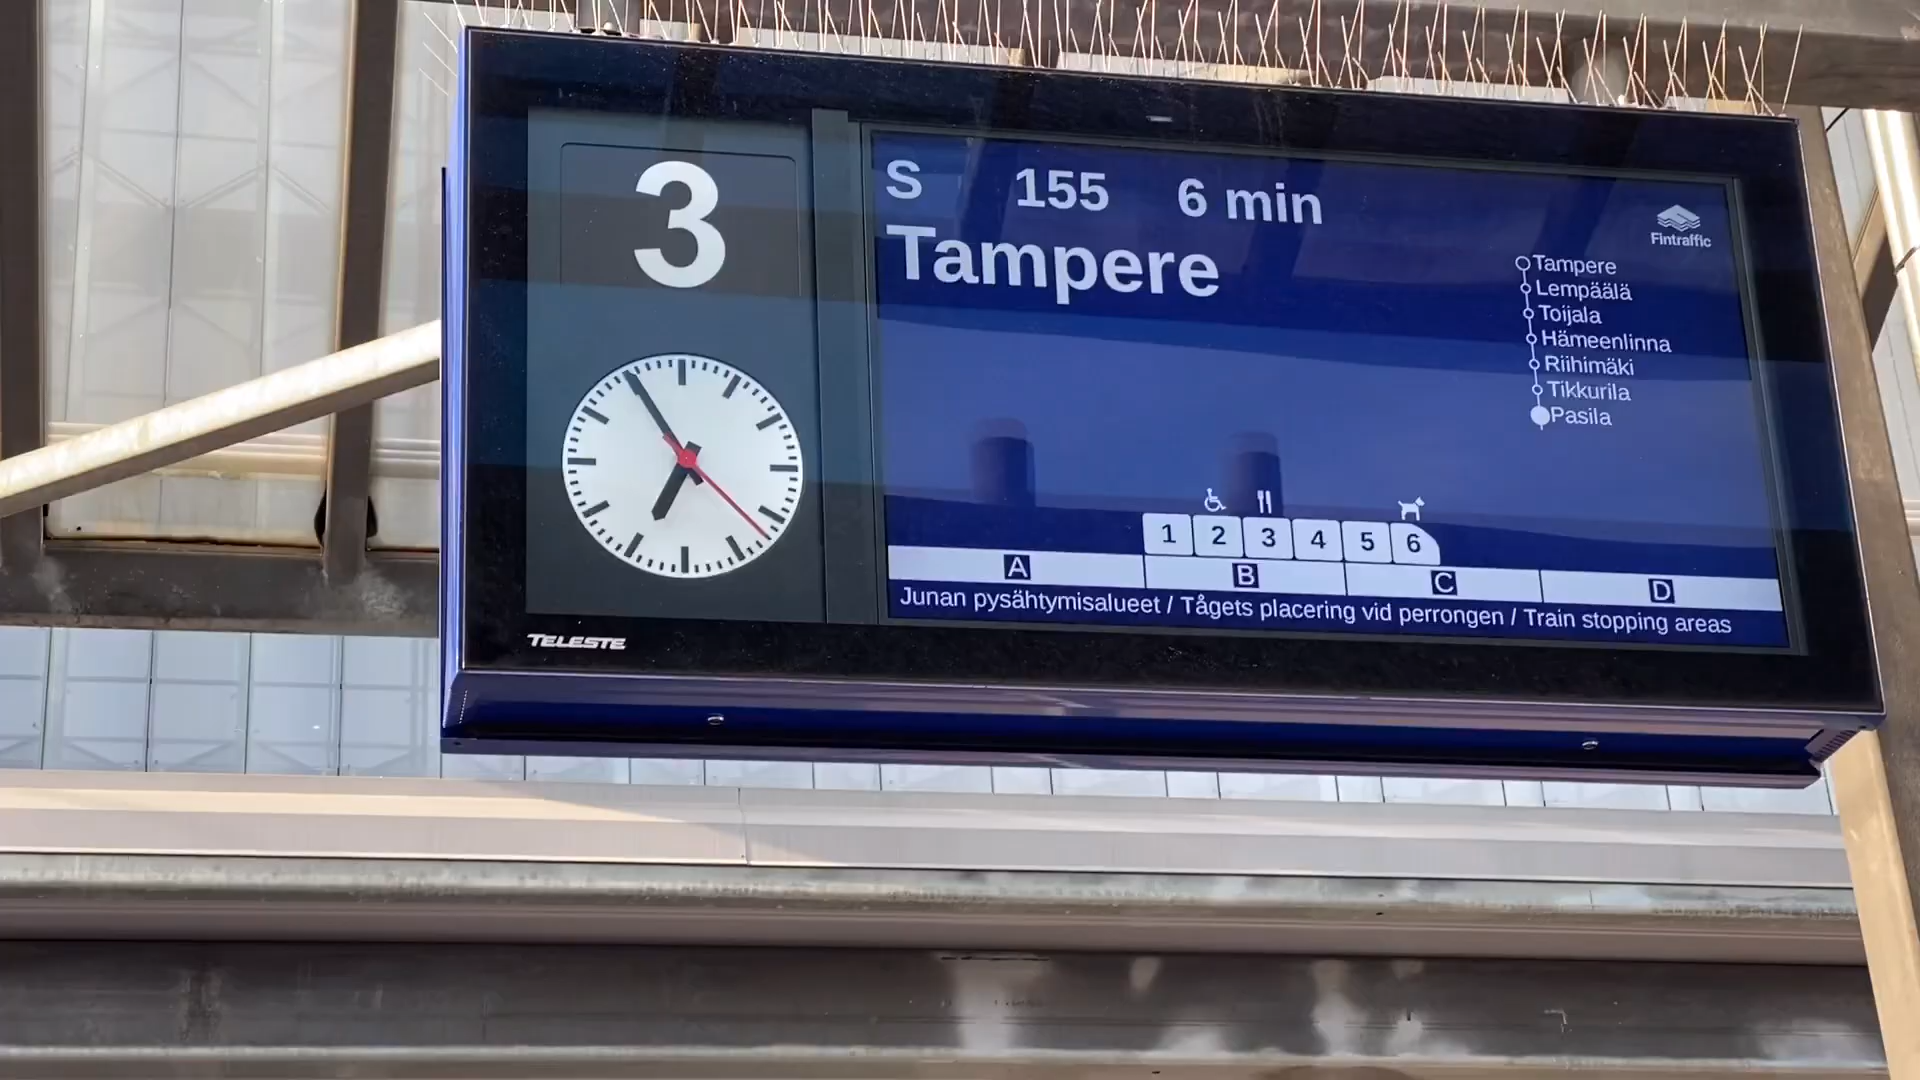 3
S 155 6 min
Tampere
Fintraffic
Tampere
Lempäälä
Toijala
Hämeenlinna
Riihimäki
Tikkurila
Pasila
1 2 3 4 5 6
A B C D
Junan pysähtymisalueet / Tågets placering vid perrongen / Train stopping areas
TELESTE